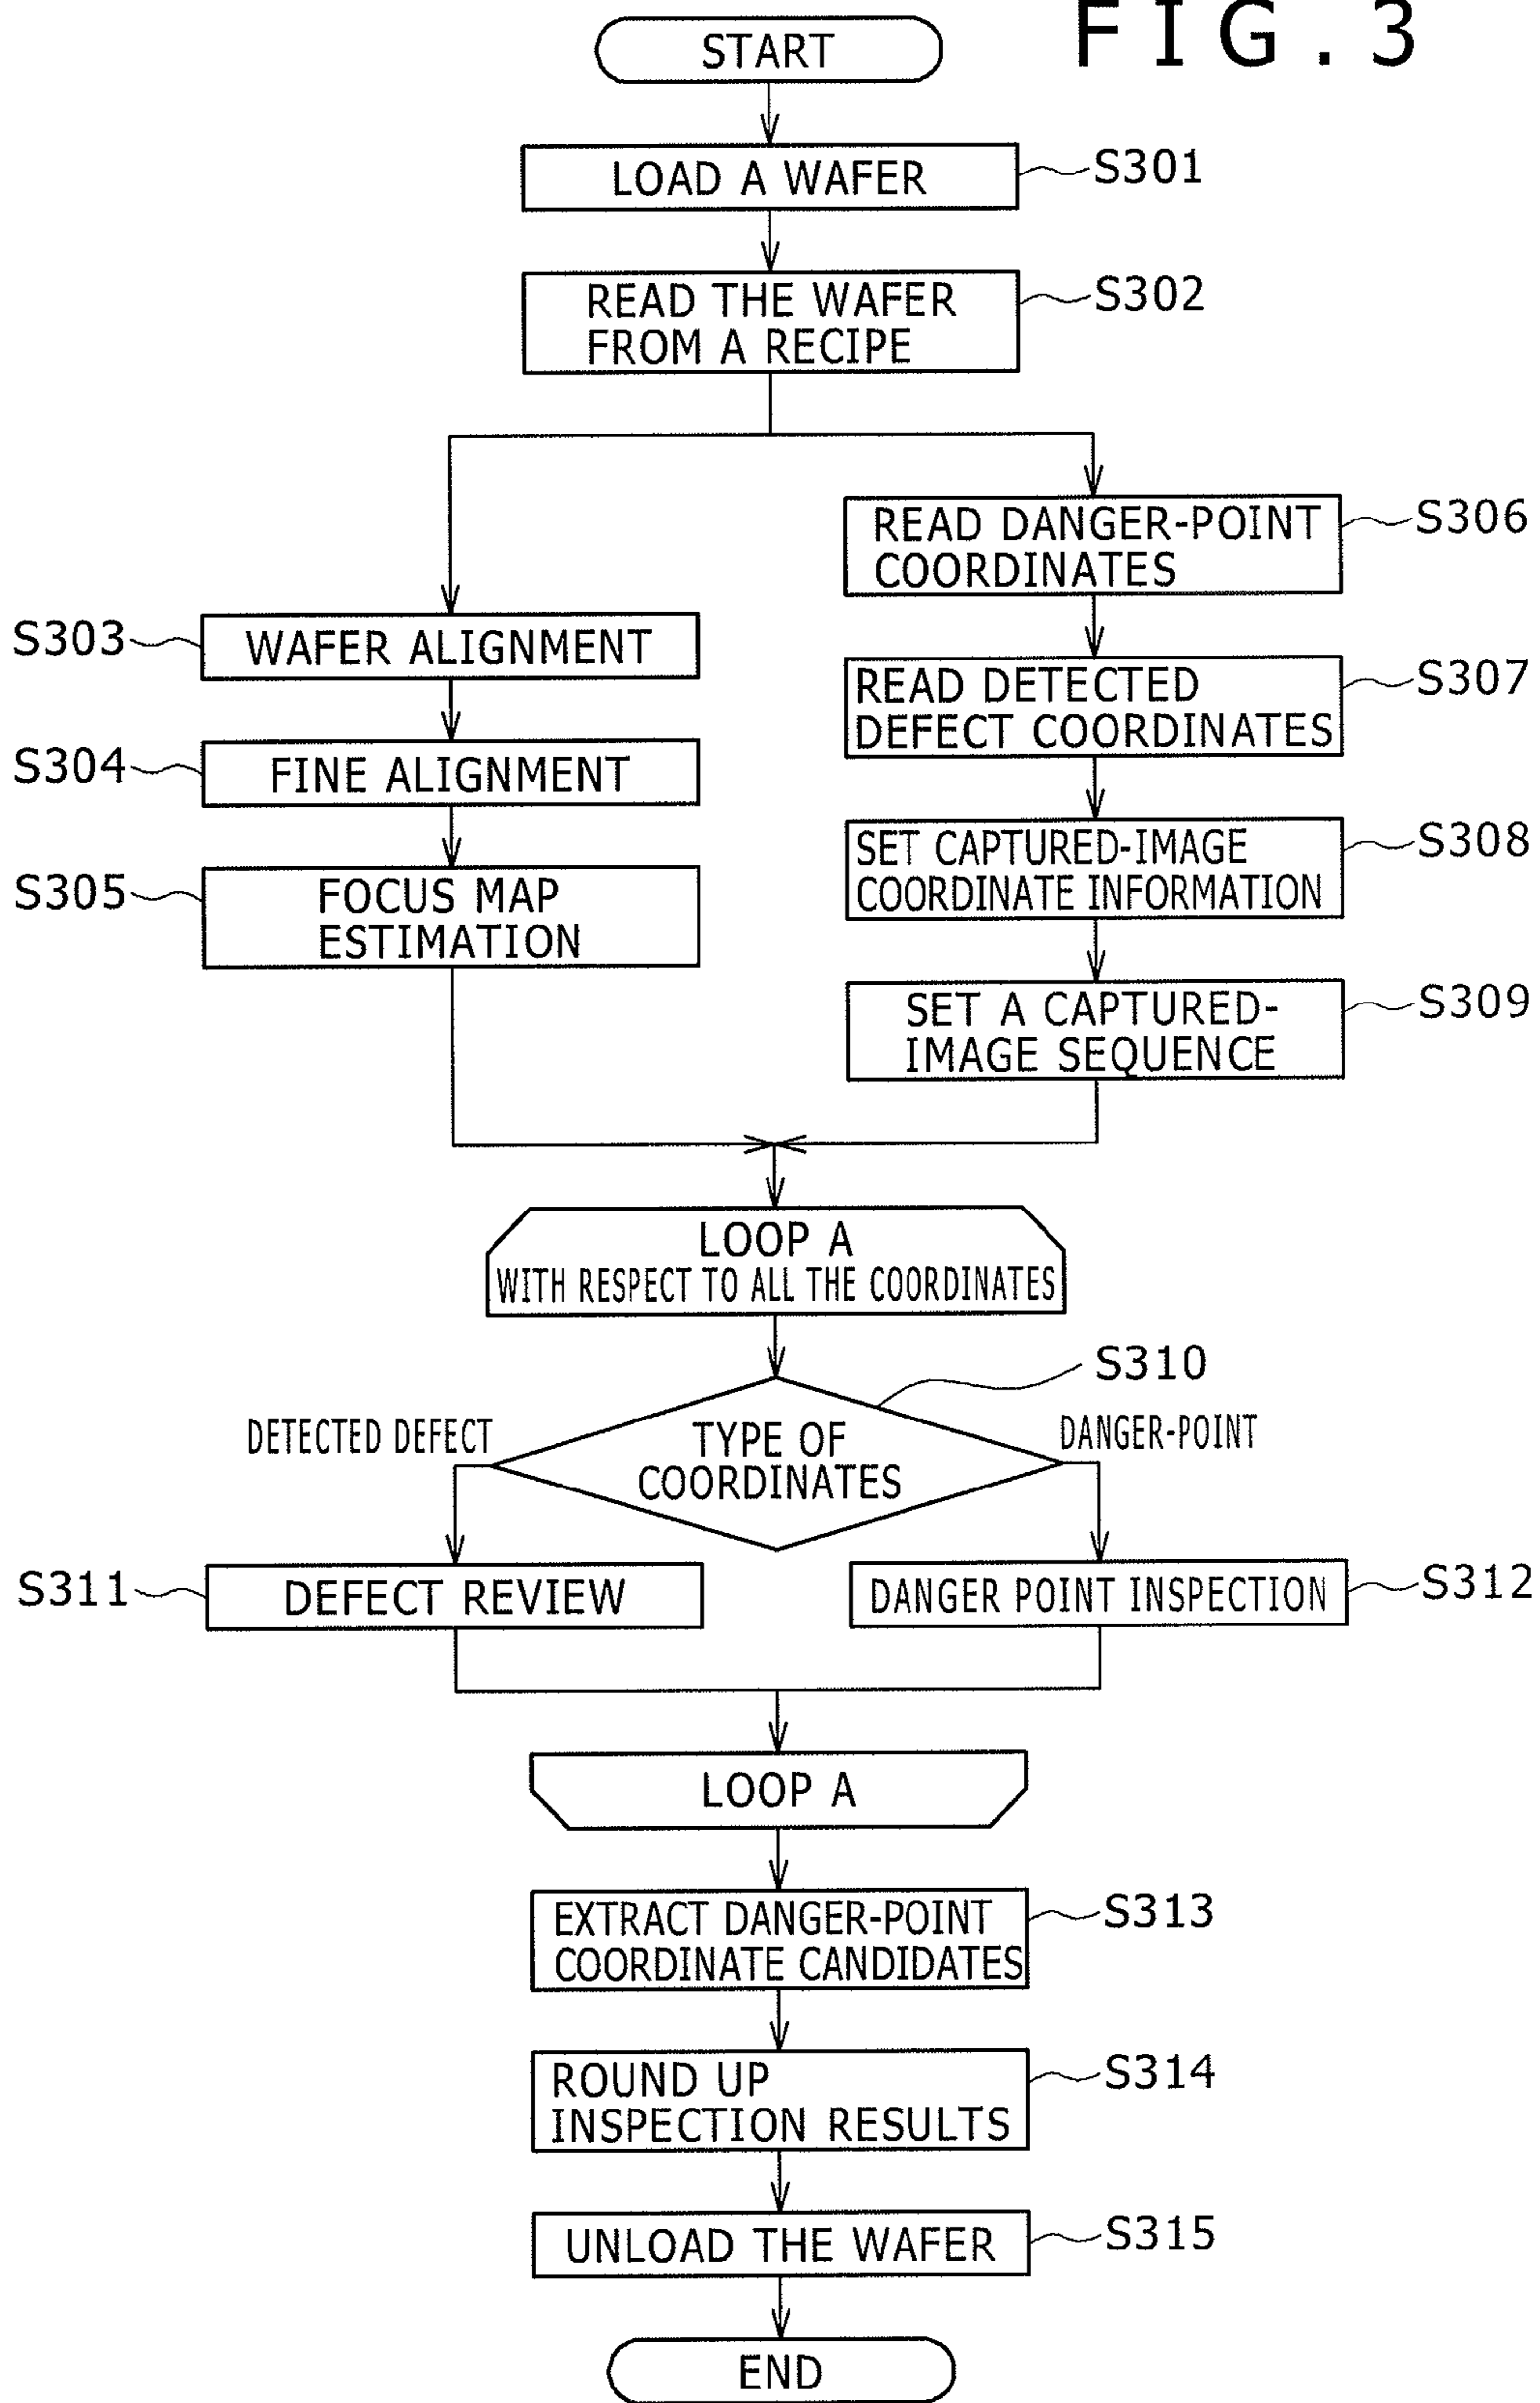 FIG.3
START
LOAD A WAFER
S301
READ THE WAFER
FROM A RECIPE
S302
READ DANGER-POINT
COORDINATES
S306
S303
WAFER ALIGNMENT
READ DETECTED
DEFECT COORDINATES
S307
S304
FINE ALIGNMENT
SET CAPTURED-IMAGE
COORDINATE INFORMATION
S308
S305
FOCUS MAP
ESTIMATION
SET A CAPTURED-
IMAGE SEQUENCE
S309
LOOP A
WITH RESPECT TO ALL THE COORDINATES
S310
DETECTED DEFECT
TYPE OF
COORDINATES
DANGER-POINT
S311
DEFECT REVIEW
DANGER POINT INSPECTION
S312
LOOP A
EXTRACT DANGER-POINT
COORDINATE CANDIDATES
S313
ROUND UP
INSPECTION RESULTS
S314
UNLOAD THE WAFER
S315
END